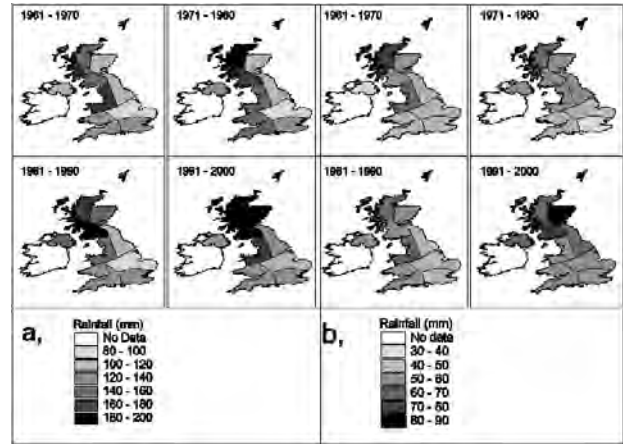 1961 - 1970
1971 - 1980
1961 - 1970
1971 - 1980
1981 - 1990
1991 - 2000
1981 - 1990
1991 - 2000
a,
Rainfall (mm)
No Data
80 - 100
100 - 120
120 - 140
140 - 160
160 - 180
180 - 200
b,
Rainfall (mm)
No data
30 - 40
40 - 50
50 - 60
60 - 70
70 - 80
80 - 90